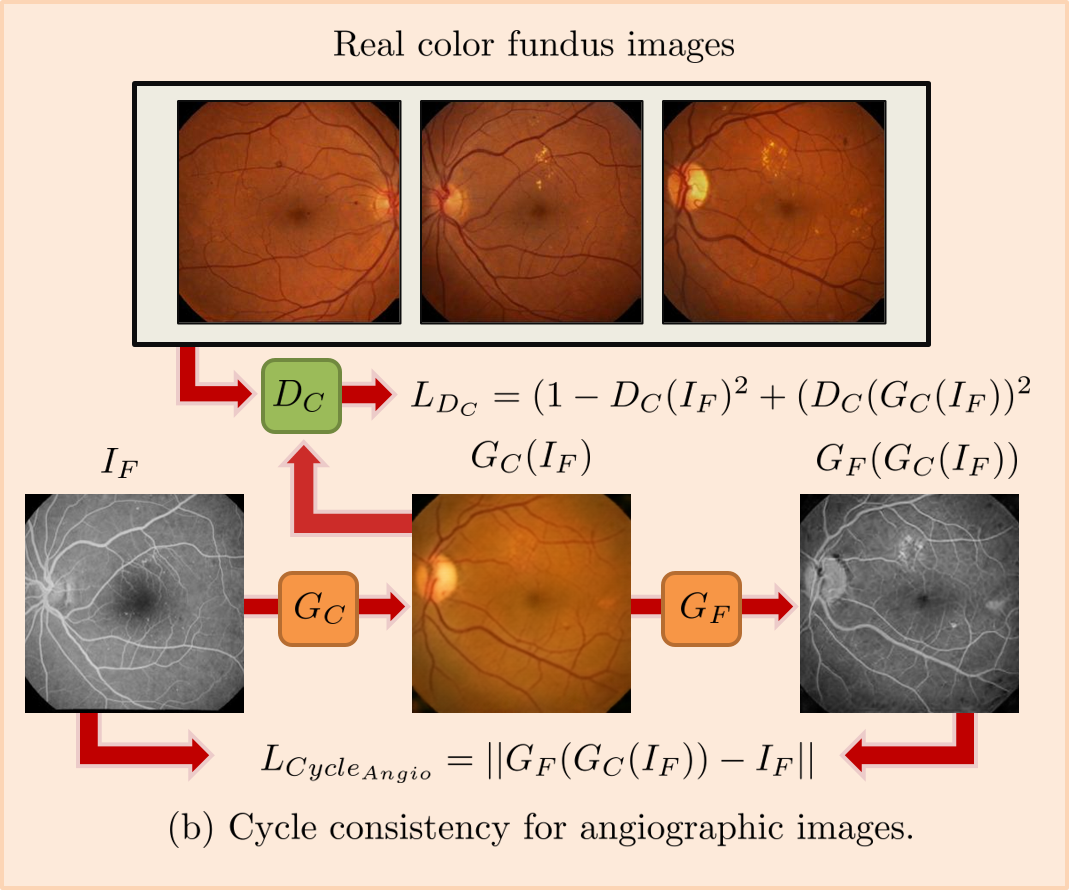 Real color fundus images
D_C
L_{D_C} = (1 − D_C(I_F)^2 + (D_C(G_C(I_F))^2
I_F
G_C(I_F)
G_F(G_C(I_F))
G_C
G_F
L_{Cycle_{Angio}} = ||G_F(G_C(I_F)) − I_F||
(b) Cycle consistency for angiographic images.